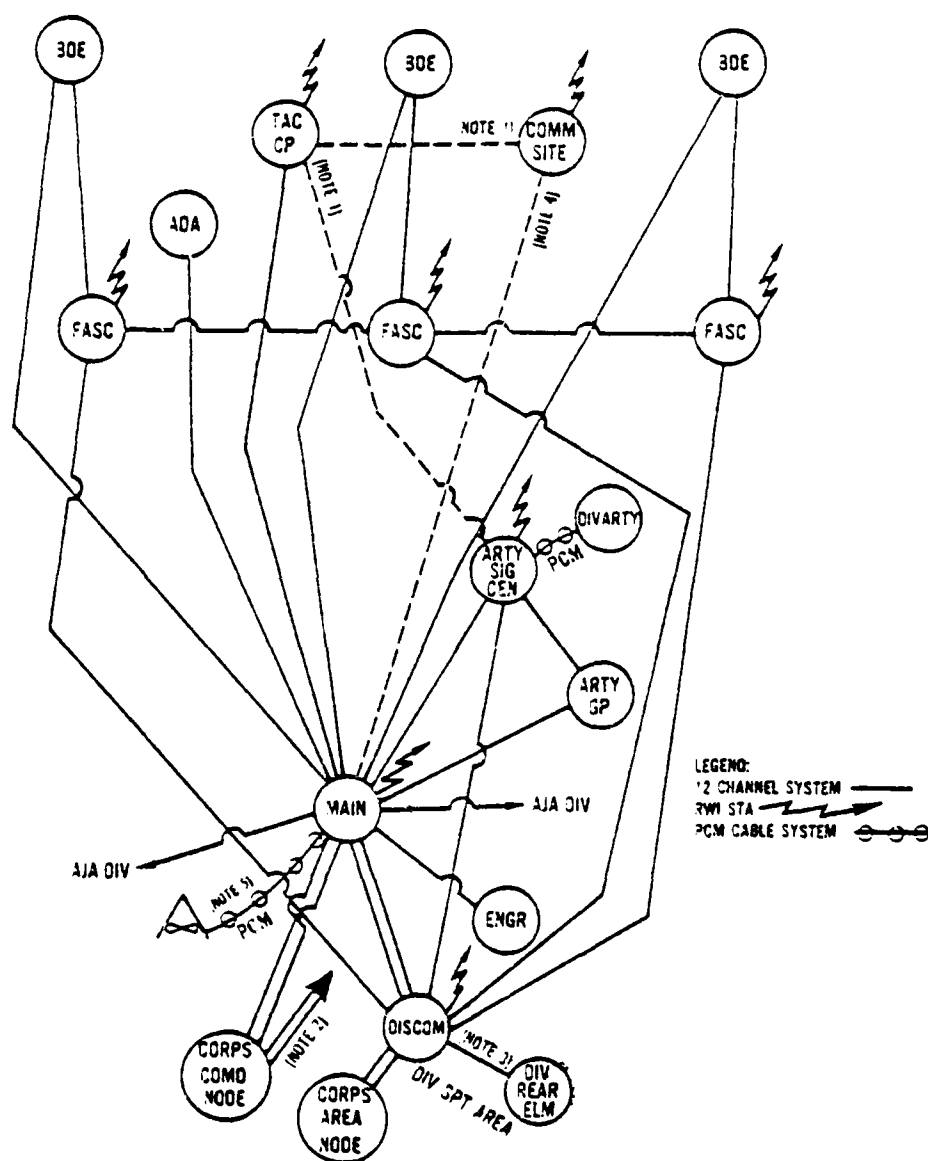 BDE
BDE
BDE
TAC
CP
NOTE 1)
COMM
SITE
(NOTE 1)
(NOTE 4)
ADA
FASC
FASC
FASC
DIVARTY
PCM
ARTY
SIG
CEN
ARTY
GP
LEGEND:
12 CHANNEL SYSTEM
RWI STA
PCM CABLE SYSTEM
MAIN
AJA DIV
AJA DIV
(NOTE 5)
PCM
ENGR
DISCOM
(NOTE 2)
(NOTE 3)
CORPS
COMD
NODE
CORPS
AREA
NODE
DIV SPT AREA
DIV
REAR
ELM